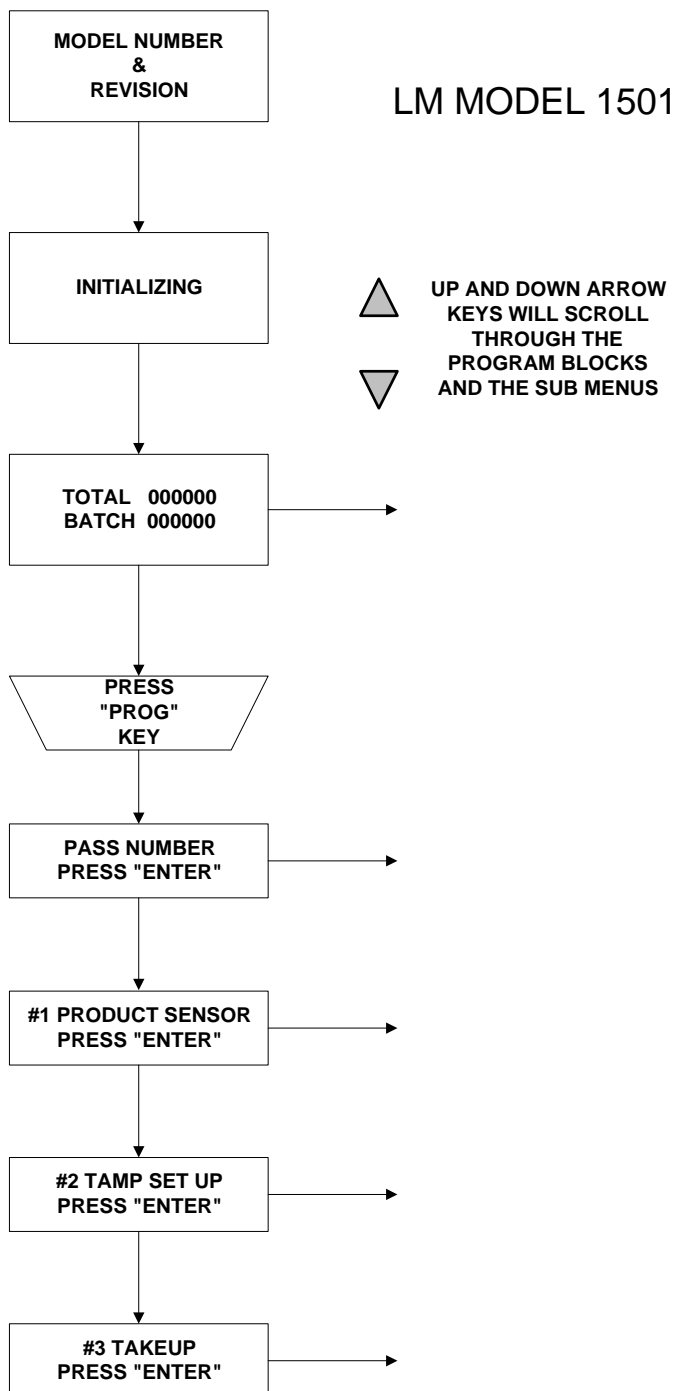 MODEL NUMBER
&
REVISION
LM MODEL 1501
INITIALIZING
UP AND DOWN ARROW
KEYS WILL SCROLL
THROUGH THE
PROGRAM BLOCKS
AND THE SUB MENUS
TOTAL 000000
BATCH 000000
PRESS
"PROG"
KEY
PASS NUMBER
PRESS "ENTER"
#1 PRODUCT SENSOR
PRESS "ENTER"
#2 TAMP SET UP
PRESS "ENTER"
#3 TAKEUP
PRESS "ENTER"